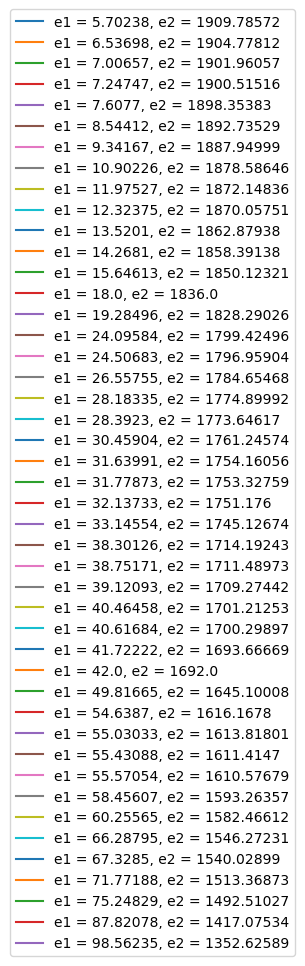 e1 = 5.70238, e2 = 1909.78572
e1 = 6.53698, e2 = 1904.77812
e1 = 7.00657, e2 = 1901.96057
e1 = 7.24747, e2 = 1900.51516
e1 = 7.6077, e2 = 1898.35383
e1 = 8.54412, e2 = 1892.73529
e1 = 9.34167, e2 = 1887.94999
e1 = 10.90226, e2 = 1878.58646
e1 = 11.97527, e2 = 1872.14836
e1 = 12.32375, e2 = 1870.05751
e1 = 13.5201, e2 = 1862.87938
e1 = 14.2681, e2 = 1858.39138
e1 = 15.64613, e2 = 1850.12321
e1 = 18.0, e2 = 1836.0
e1 = 19.28496, e2 = 1828.29026
e1 = 24.09584, e2 = 1799.42496
e1 = 24.50683, e2 = 1796.95904
e1 = 26.55755, e2 = 1784.65468
e1 = 28.18335, e2 = 1774.89992
e1 = 28.3923, e2 = 1773.64617
e1 = 30.45904, e2 = 1761.24574
e1 = 31.63991, e2 = 1754.16056
e1 = 31.77873, e2 = 1753.32759
e1 = 32.13733, e2 = 1751.176
e1 = 33.14554, e2 = 1745.12674
e1 = 38.30126, e2 = 1714.19243
e1 = 38.75171, e2 = 1711.48973
e1 = 39.12093, e2 = 1709.27442
e1 = 40.46458, e2 = 1701.21253
e1 = 40.61684, e2 = 1700.29897
e1 = 41.72222, e2 = 1693.66669
e1 = 42.0, e2 = 1692.0
e1 = 49.81665, e2 = 1645.10008
e1 = 54.6387, e2 = 1616.1678
e1 = 55.03033, e2 = 1613.81801
e1 = 55.43088, e2 = 1611.4147
e1 = 55.57054, e2 = 1610.57679
e1 = 58.45607, e2 = 1593.26357
e1 = 60.25565, e2 = 1582.46612
e1 = 66.28795, e2 = 1546.27231
e1 = 67.3285, e2 = 1540.02899
e1 = 71.77188, e2 = 1513.36873
e1 = 75.24829, e2 = 1492.51027
e1 = 87.82078, e2 = 1417.07534
e1 = 98.56235, e2 = 1352.62589